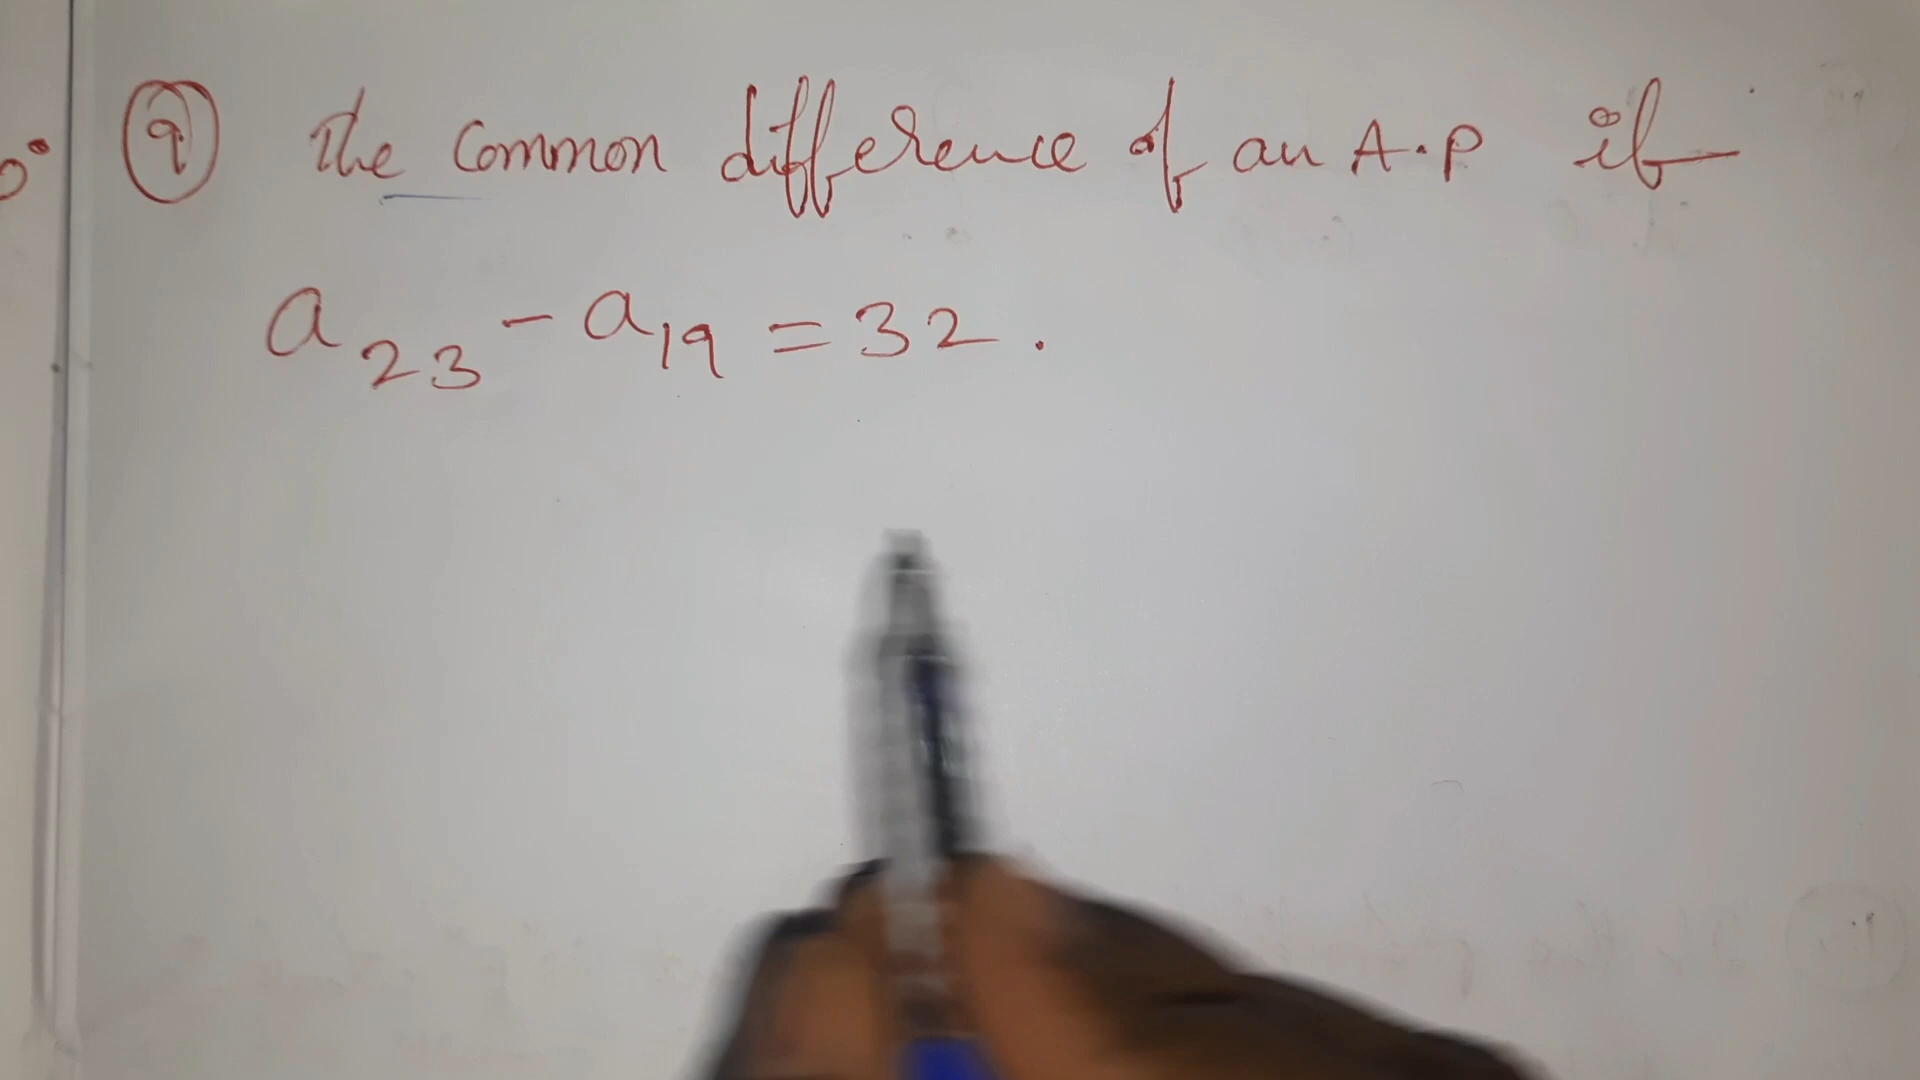 9 The Common difference of an A.P if
a₂₃ - a₁₉ = 32.